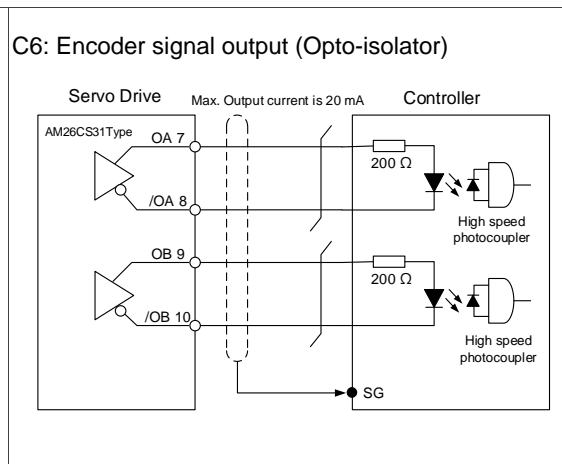 C6: Encoder signal output (Opto-isolator)
Servo Drive
Max. Output current is 20 mA
Controller
AM26CS31Type
OA 7
200 Ω
/OA 8
High speed
photocoupler
OB 9
200 Ω
/OB 10
High speed
photocoupler
SG